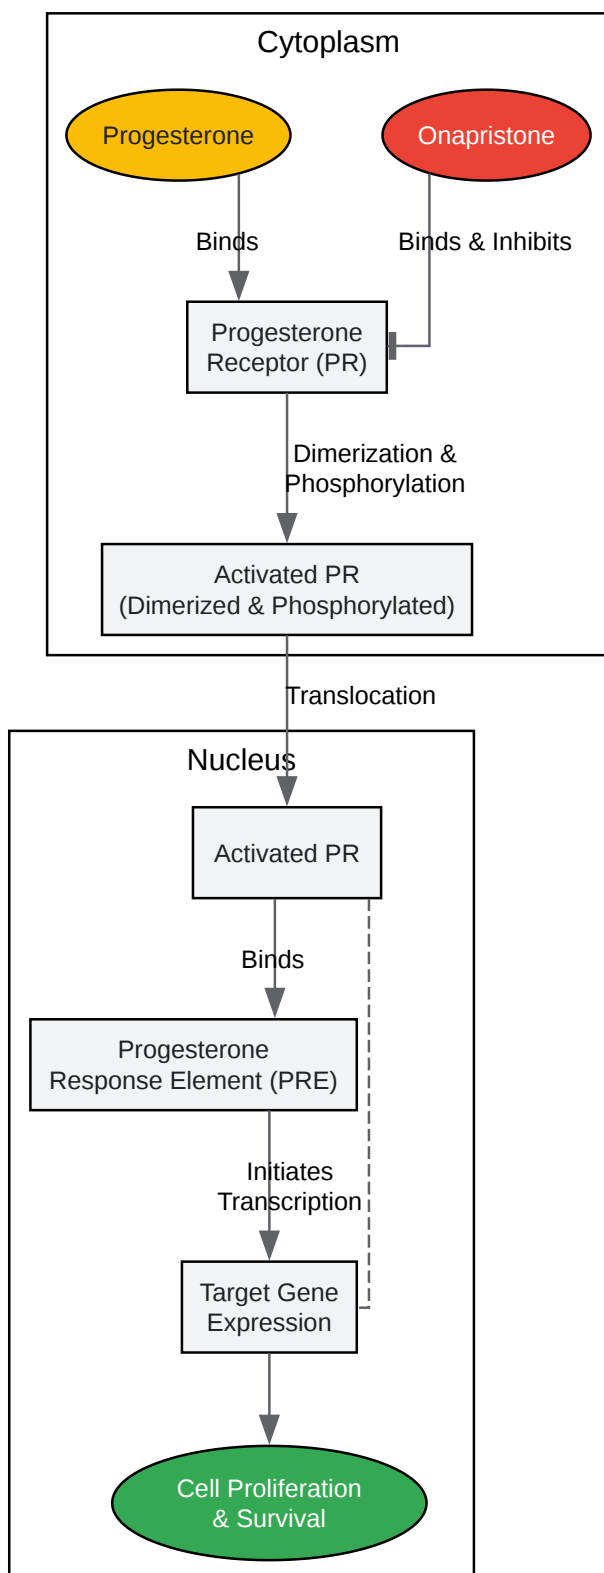 Cytoplasm
Progesterone
Onapristone
Binds
Binds & Inhibits
Progesterone
Receptor (PR)
Dimerization &
Phosphorylation
Activated PR
(Dimerized & Phosphorylated)
Translocation
Nucleus
Activated PR
Binds
Progesterone
Response Element (PRE)
Initiates
Transcription
Target Gene
Expression
Cell Proliferation
& Survival